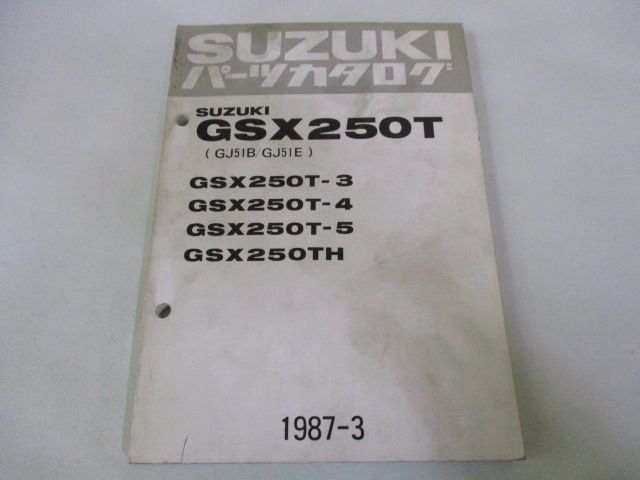 SUZUKI
パーツカタログ
SUZUKI
GSX250T
( GJ51B/GJ51E )
GSX250T-3
GSX250T-4
GSX250T-5
GSX250TH
1987-3